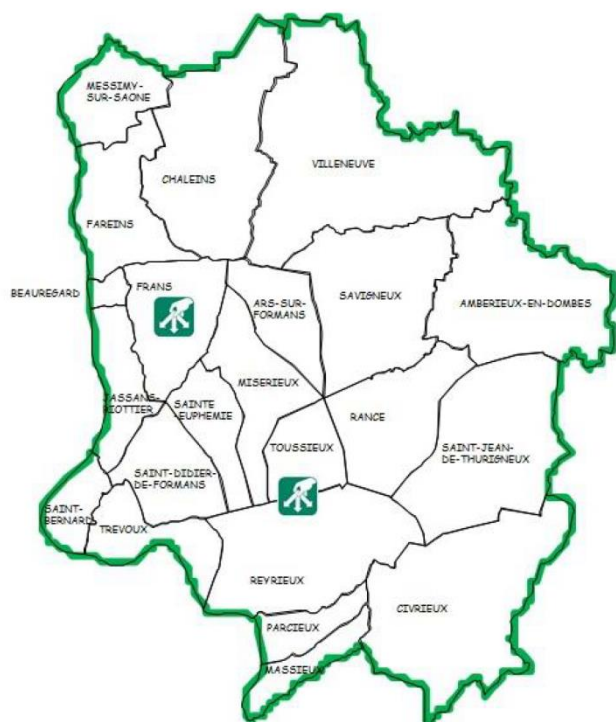 MESSIMY-
SUR-SAONE
VILLENEUVE
CHALEINS
FAREINS
BEAUREGARD
FRANS
ARS-SUR-
FORMANS
SAVIGNEUX
AMBERIEUX-EN-DOMBES
MISERIEUX
JASSANS-
RIOTTIER
SAINTE
-EUPHEMIE
RANCE
TOUSSIEUX
SAINT-JEAN-
DE-THURIGNEUX
SAINT-DIDIER-
DE-FORMANS
SAINT-
BERNARD
TREVOUX
REYRIEUX
CIVRIEUX
PARCIEUX
MASSIEUX